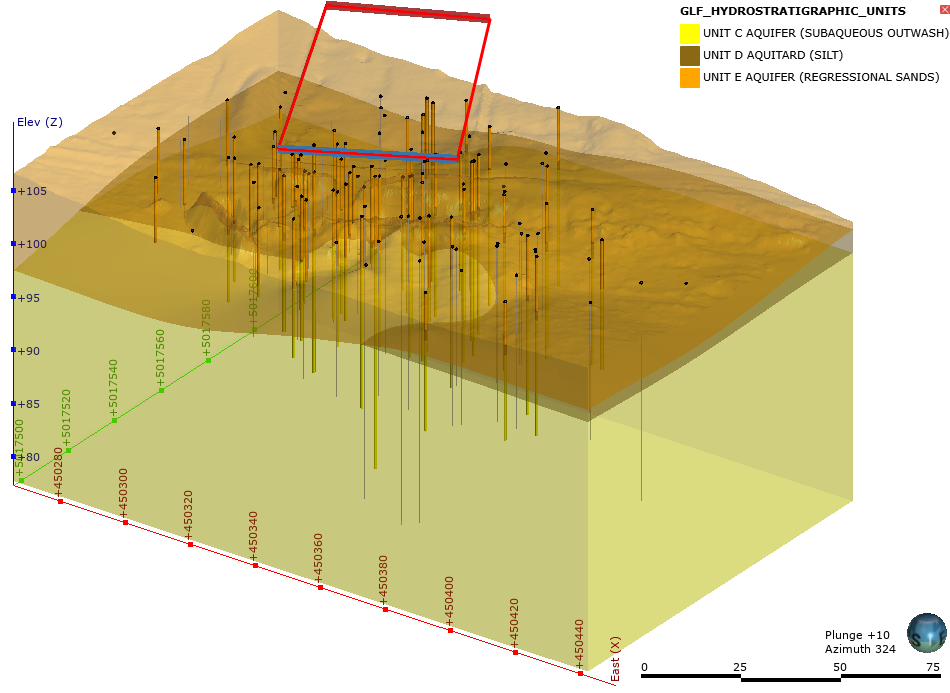 GLF_HYDROSTRATIGRAPHIC_UNITS
UNIT C AQUIFER (SUBAQUEOUS OUTWASH)
UNIT D AQUITARD (SILT)
UNIT E AQUIFER (REGRESSIONAL SANDS)
Elev (Z)
+105
+100
+95
+90
+85
+80
+5017500
+5017520
+5017540
+5017560
+5017580
+5017600
+450280
+450300
+450320
+450340
+450360
+450380
+450400
+450420
+450440
East (X)
Plunge +10
Azimuth 324
S E
0 25 50 75